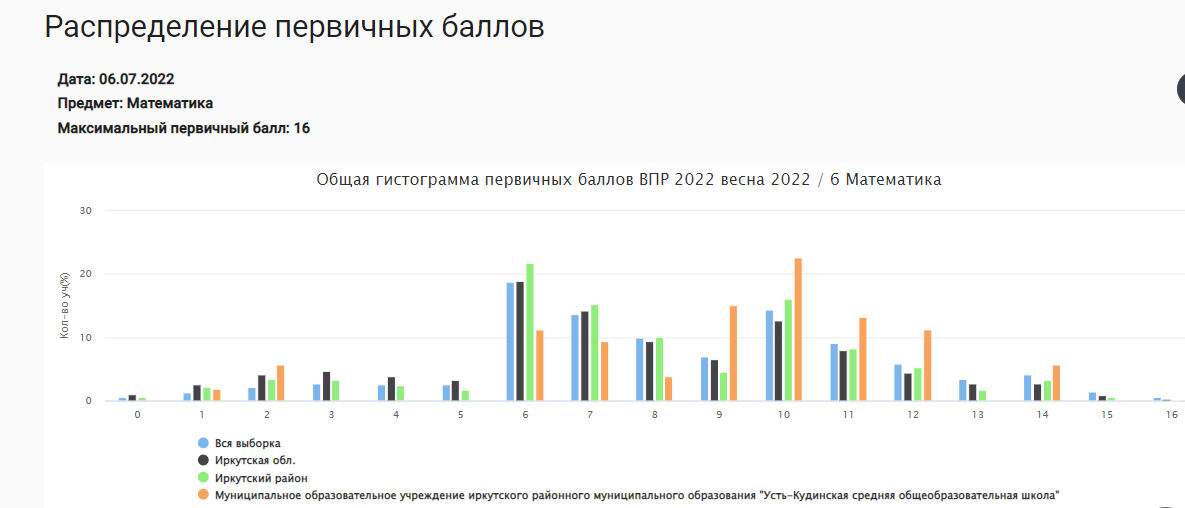 Распределение первичных баллов
Дата: 06.07.2022
Предмет: Математика
Максимальный первичный балл: 16
Общая гистограмма первичных баллов ВПР 2022 весна 2022 / 6 Математика
30
20
10
0
Кол-во уч(%)
0 1 2 3 4 5 6 7 8 9 10 11 12 13 14 15 16
Вся выборка
Иркутская обл.
Иркутский район
Муниципальное образовательное учреждение иркутского районного муниципального образования "Усть-Кудинская средняя общеобразовательная школа"